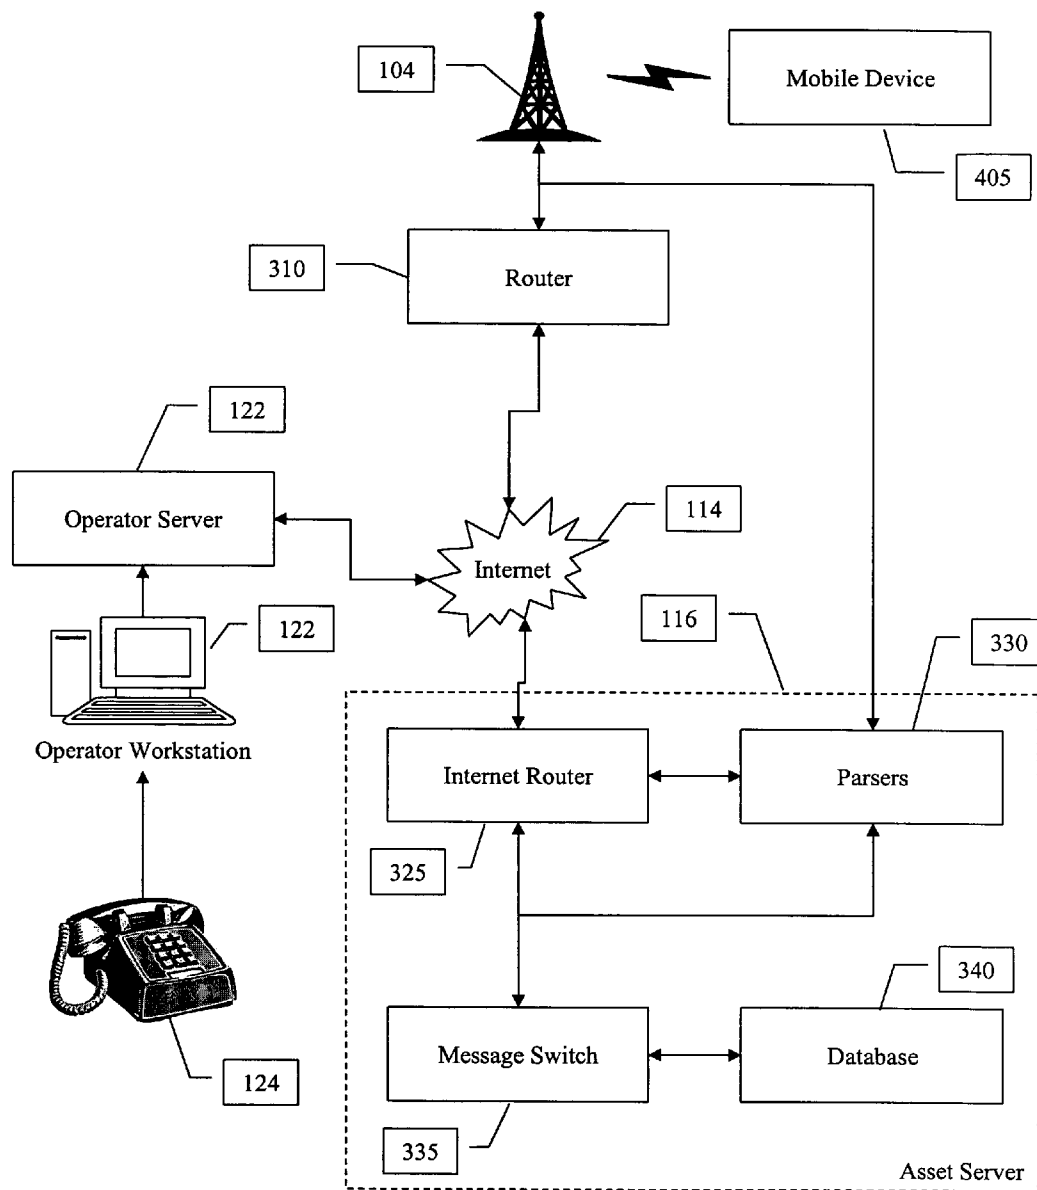 104
Mobile Device
405
310
Router
122
Operator Server
114
Internet
122
116
330
Operator Workstation
Internet Router
Parsers
325
340
Message Switch
Database
124
335
Asset Server